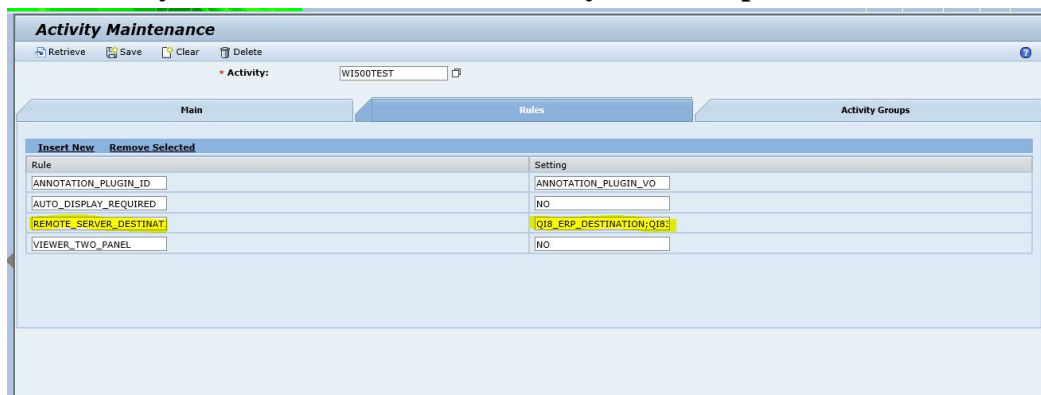 Activity Maintenance
Retrieve Save Clear Delete
* Activity: WI500TEST
Main Rules Activity Groups
Insert New Remove Selected
Rule Setting
ANNOTATION_PLUGIN_ID ANNOTATION_PLUGIN_VO
AUTO_DISPLAY_REQUIRED NO
REMOTE_SERVER_DESTINAT QI8_ERP_DESTINATION;QI83
VIEWER_TWO_PANEL NO